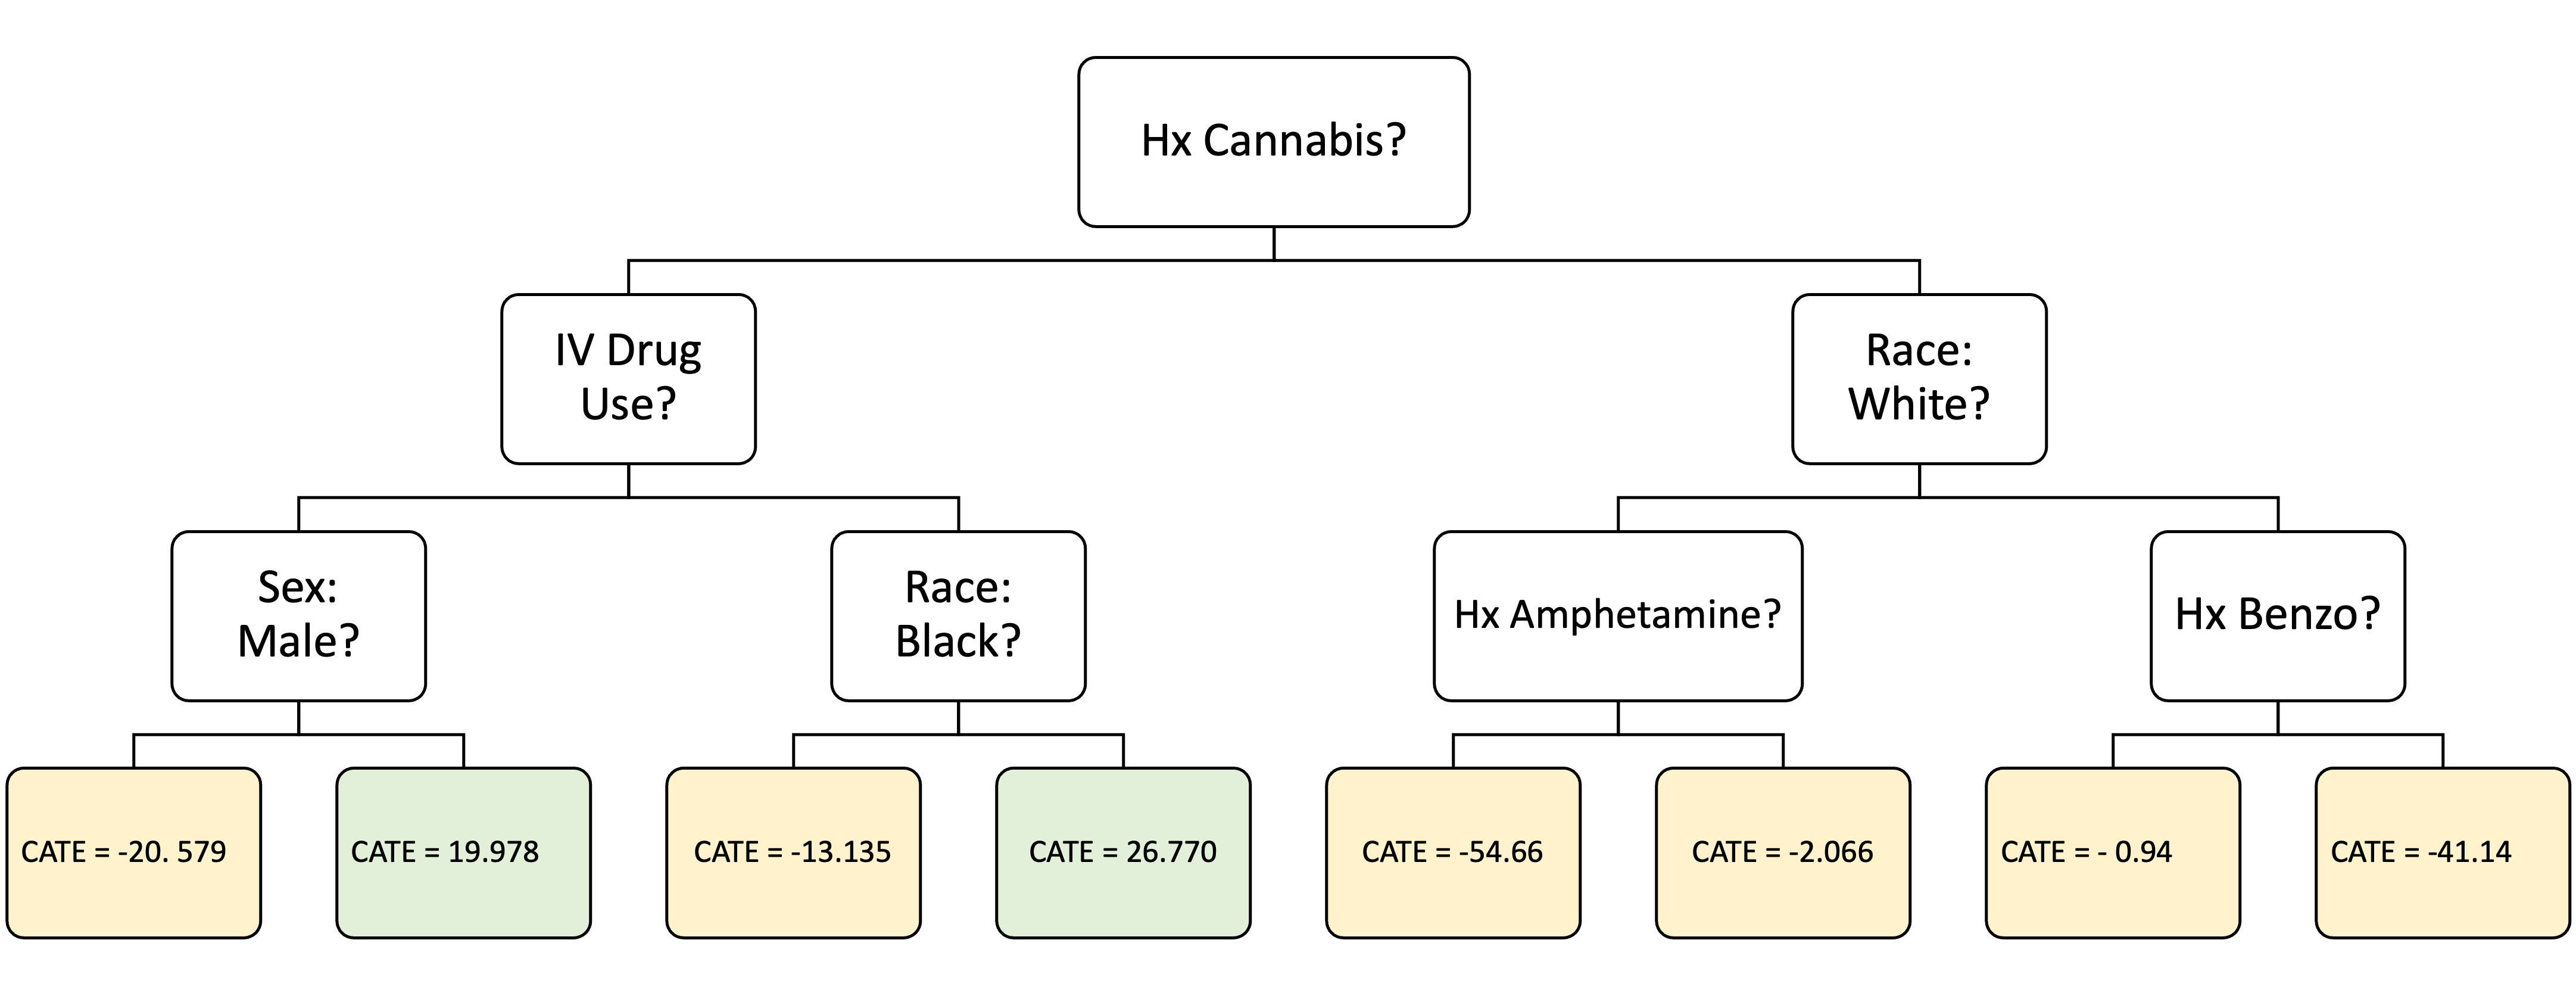 Hx Cannabis?
IV Drug
Use?
Race:
White?
Sex:
Male?
Race:
Black?
Hx Amphetamine?
Hx Benzo?
CATE = -20. 579
CATE = 19.978
CATE = -13.135
CATE = 26.770
CATE = -54.66
CATE = -2.066
CATE = - 0.94
CATE = -41.14